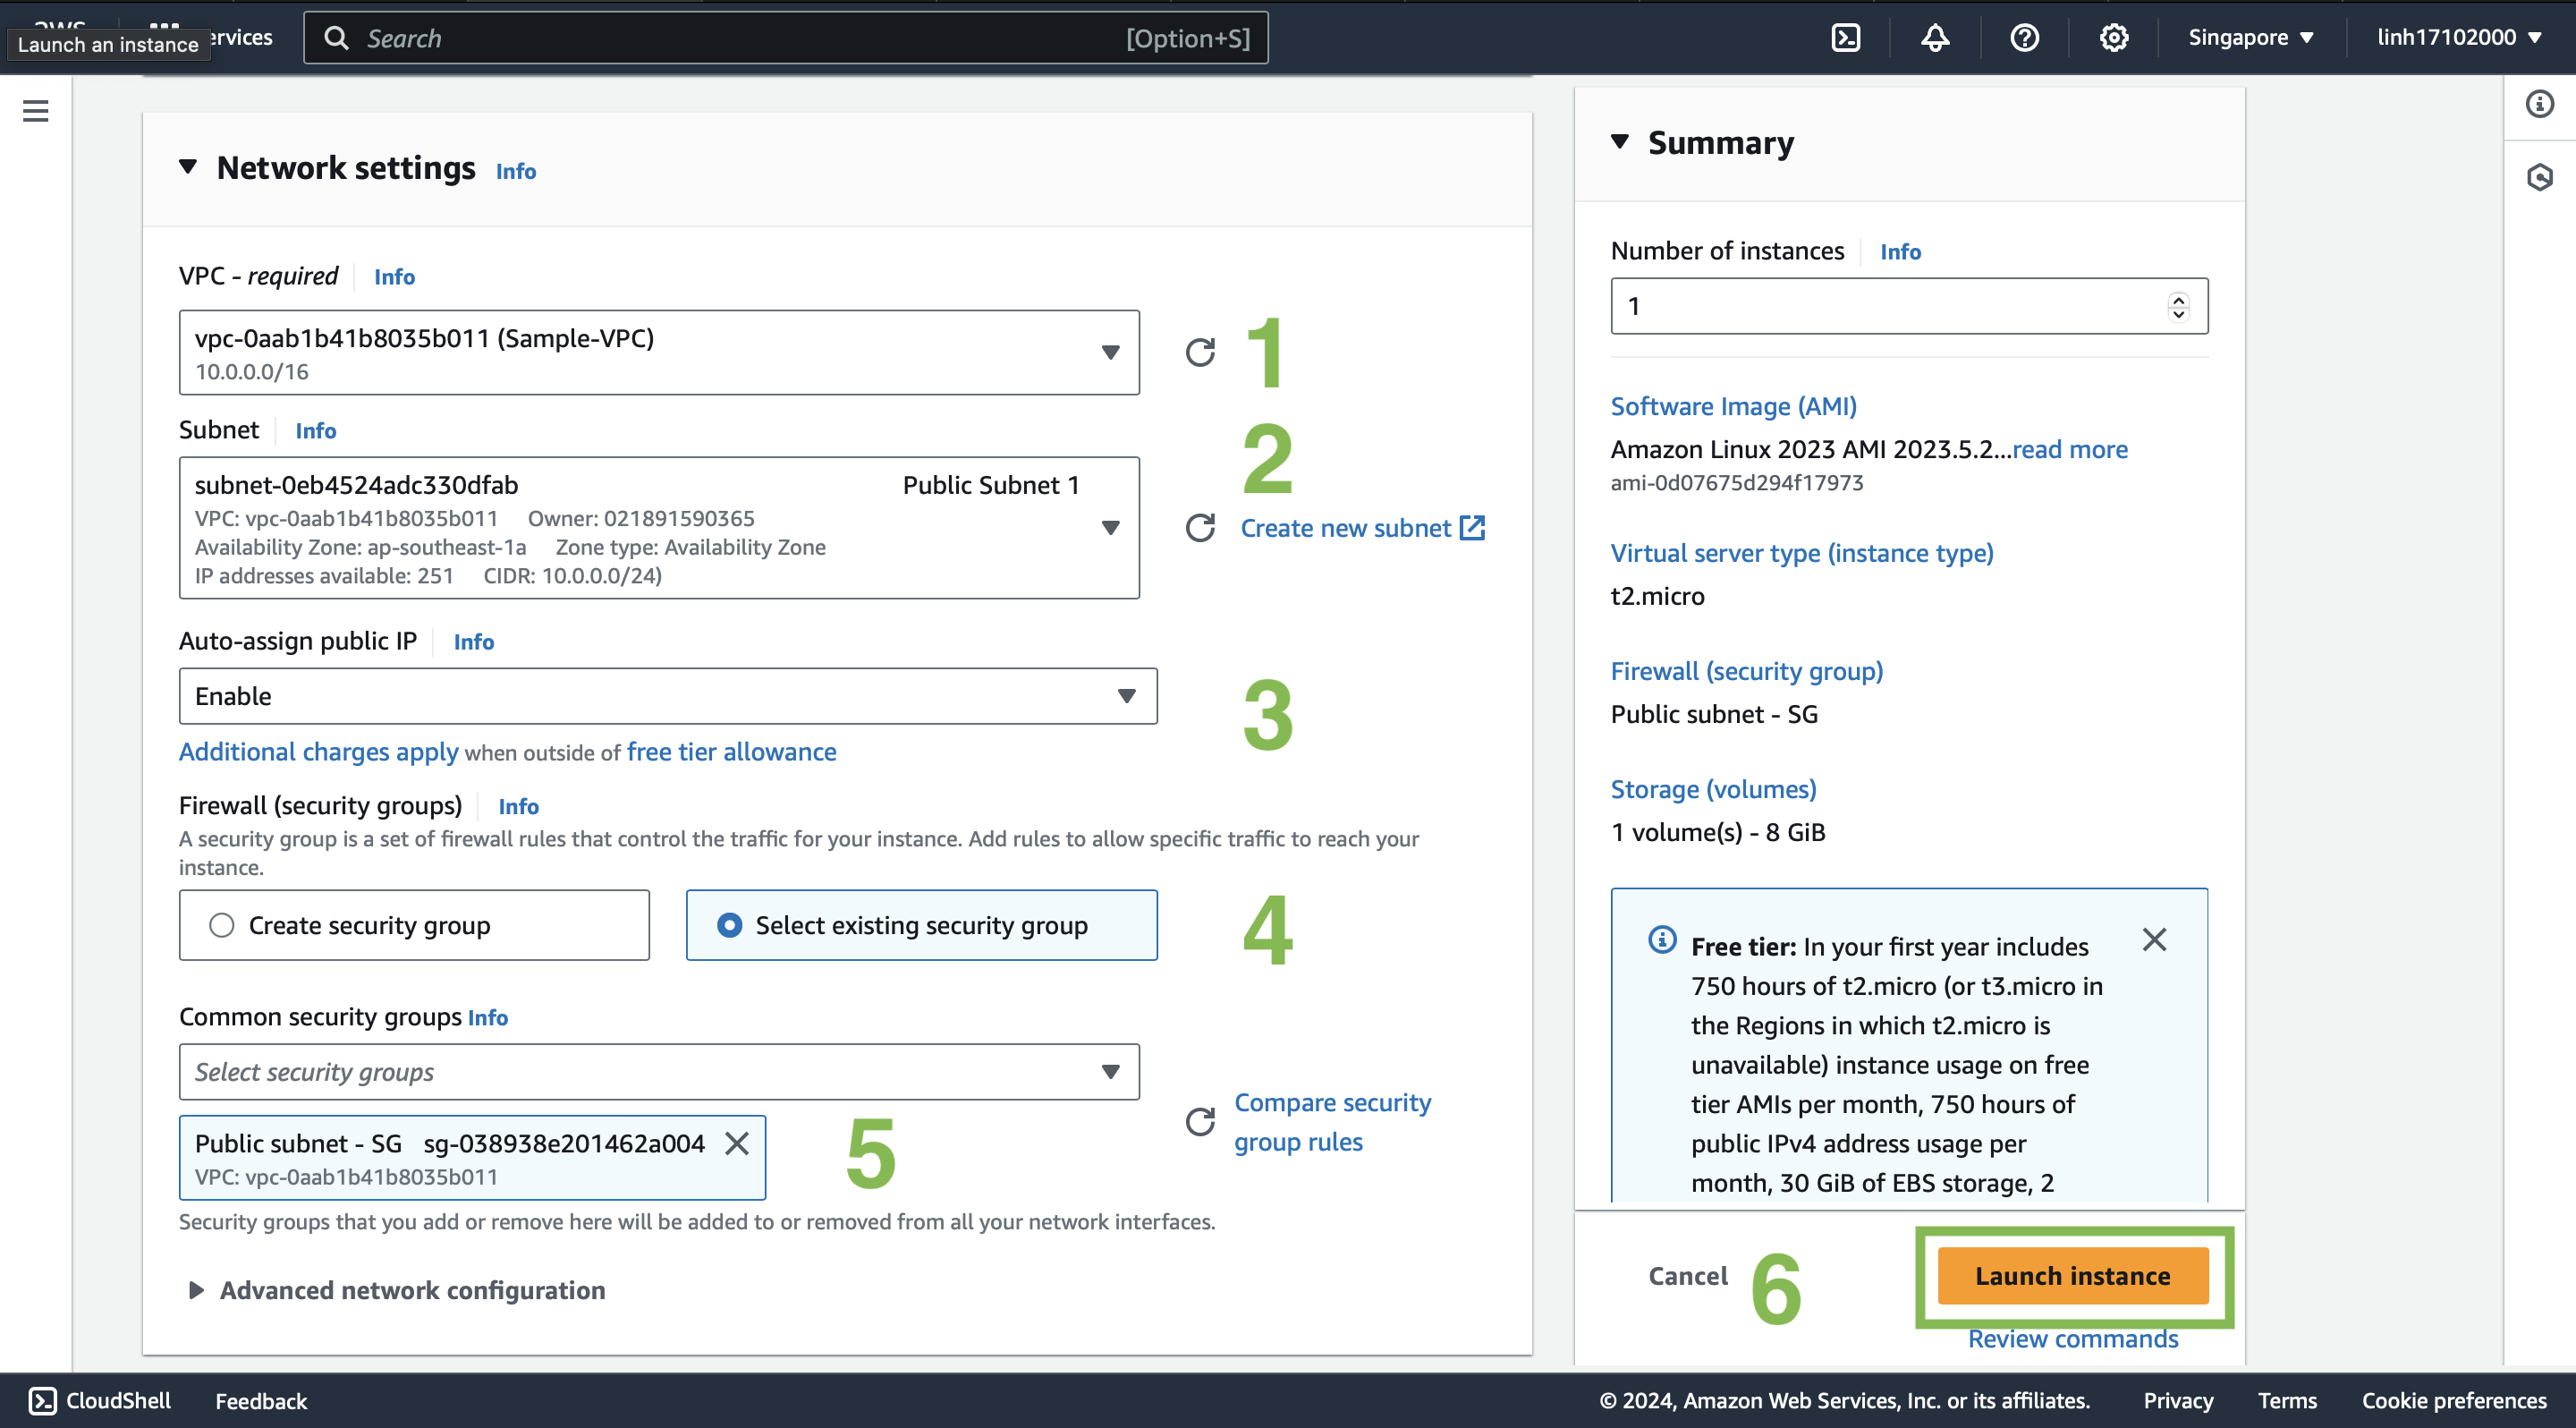 Launch an instance
ervices
Search
[Option+S]
Singapore
linh17102000
Network settings Info
VPC - required Info
vpc-0aab1b41b8035b011 (Sample-VPC)
10.0.0.0/16
1
Subnet Info
2
subnet-0eb4524adc330dfab Public Subnet 1
VPC: vpc-0aab1b41b8035b011 Owner: 021891590365
Availability Zone: ap-southeast-1a Zone type: Availability Zone
IP addresses available: 251 CIDR: 10.0.0.0/24)
Create new subnet
Auto-assign public IP Info
Enable
3
Additional charges apply when outside of free tier allowance
Firewall (security groups) Info
A security group is a set of firewall rules that control the traffic for your instance. Add rules to allow specific traffic to reach your
instance.
Create security group
Select existing security group
4
Common security groups Info
Select security groups
Public subnet - SG sg-038938e201462a004
VPC: vpc-0aab1b41b8035b011
5
Compare security
group rules
Security groups that you add or remove here will be added to or removed from all your network interfaces.
Advanced network configuration
Summary
Number of instances Info
1
Software Image (AMI)
Amazon Linux 2023 AMI 2023.5.2...read more
ami-0d07675d294f17973
Virtual server type (instance type)
t2.micro
Firewall (security group)
Public subnet - SG
Storage (volumes)
1 volume(s) - 8 GiB
Free tier: In your first year includes
750 hours of t2.micro (or t3.micro in
the Regions in which t2.micro is
unavailable) instance usage on free
tier AMIs per month, 750 hours of
public IPv4 address usage per
month, 30 GiB of EBS storage, 2
Cancel
6
Launch instance
Review commands
CloudShell
Feedback
© 2024, Amazon Web Services, Inc. or its affiliates.
Privacy
Terms
Cookie preferences